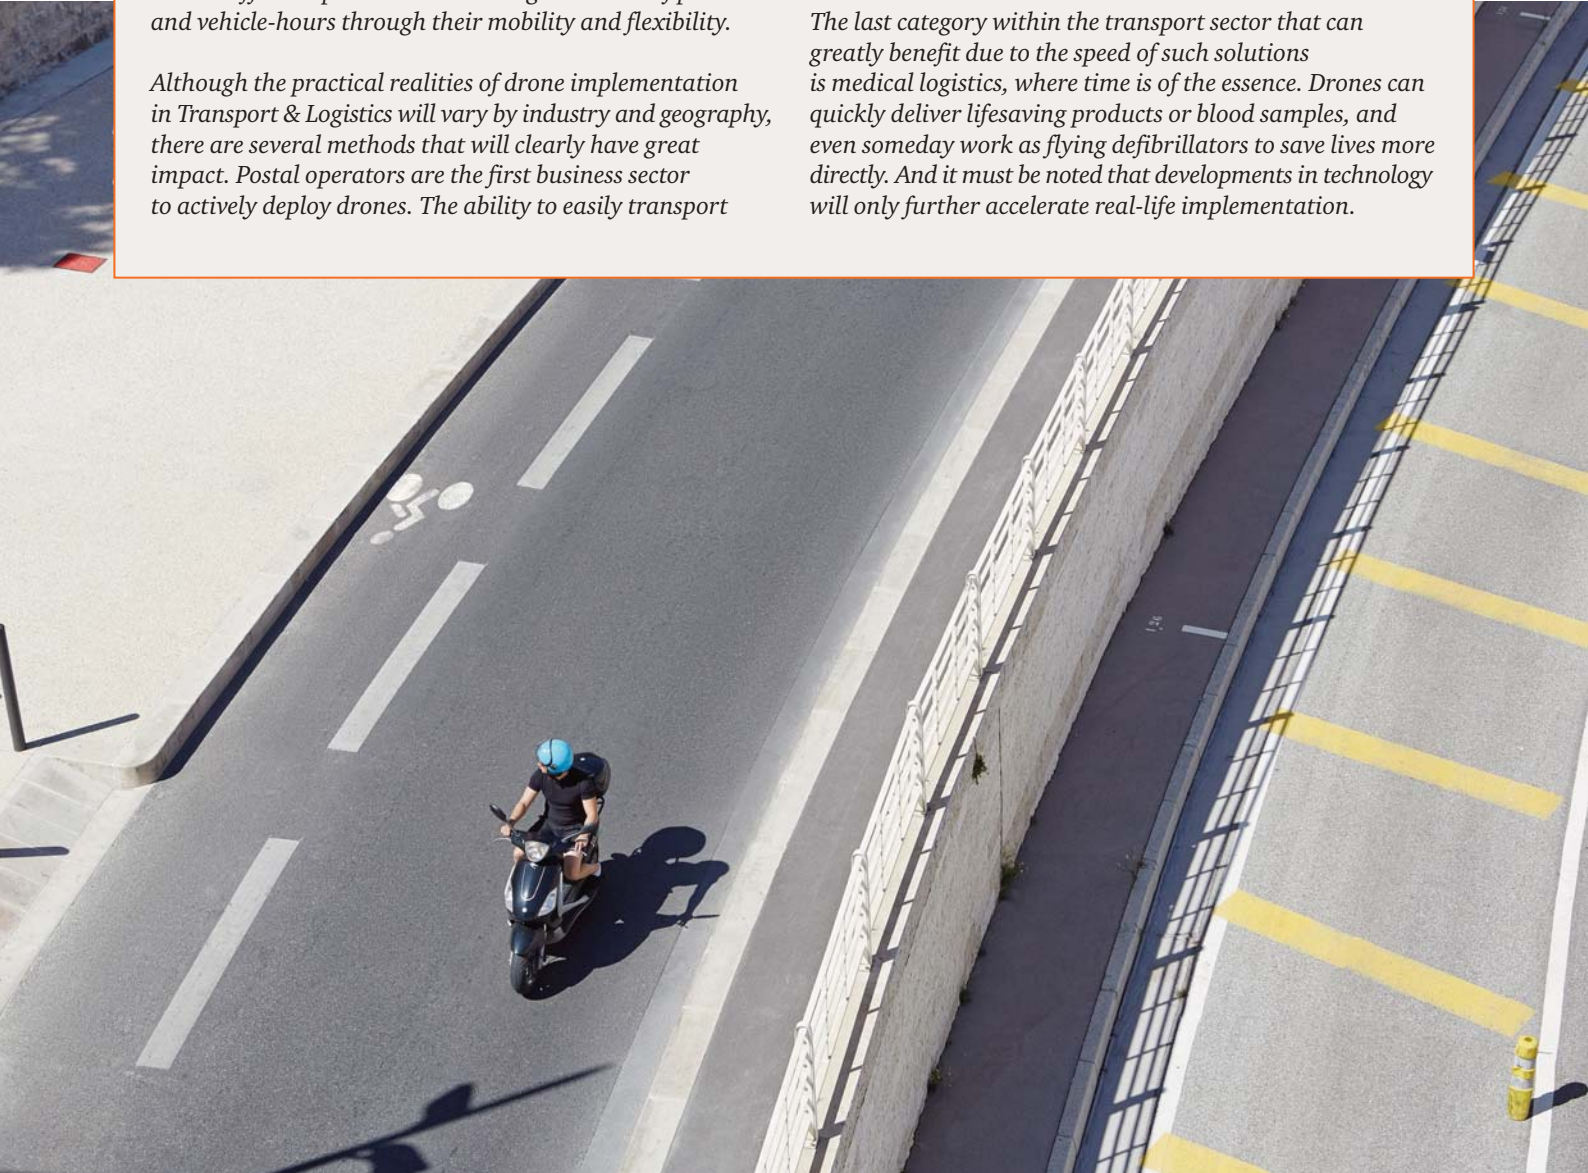 and vehicle-hours through their mobility and flexibility.
Although the practical realities of drone implementation
in Transport & Logistics will vary by industry and geography,
there are several methods that will clearly have great
impact. Postal operators are the first business sector
to actively deploy drones. The ability to easily transport
The last category within the transport sector that can
greatly benefit due to the speed of such solutions
is medical logistics, where time is of the essence. Drones can
quickly deliver lifesaving products or blood samples, and
even someday work as flying defibrillators to save lives more
directly. And it must be noted that developments in technology
will only further accelerate real-life implementation.